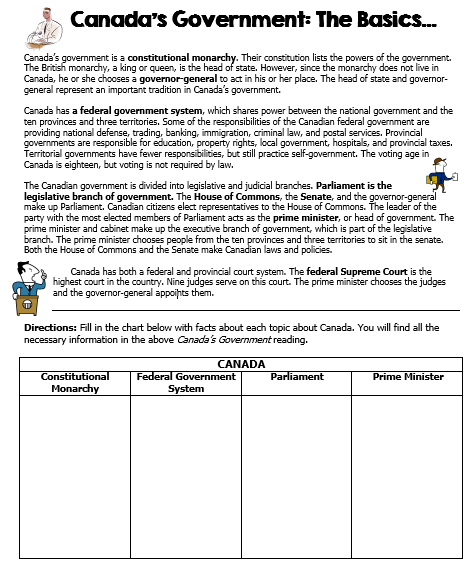 Canada's Government: The Basics...
Canada's government is a constitutional monarchy. Their constitution lists the powers of the government.
The British monarchy, a king or queen, is the head of state. However, since the monarchy does not live in
Canada, he or she chooses a governor-general to act in his or her place. The head of state and governor-
general represent an important tradition in Canada's government.
Canada has a federal government system, which shares power between the national government and the
ten provinces and three territories. Some of the responsibilities of the Canadian federal government are
providing national defense, trading, banking, immigration, criminal law, and postal services. Provincial
governments are responsible for education, property rights, local government, hospitals, and provincial taxes.
Territorial governments have fewer responsibilities, but still practice self-government. The voting age in
Canada is eighteen, but voting is not required by law.
The Canadian government is divided into legislative and judicial branches. Parliament is the
legislative branch of government. The House of Commons, the Senate, and the governor-general
make up Parliament. Canadian citizens elect representatives to the House of Commons. The leader of the
party with the most elected members of Parliament acts as the prime minister, or head of government. The
prime minister and cabinet make up the executive branch of government, which is part of the legislative
branch. The prime minister chooses people from the ten provinces and three territories to sit in the senate.
Both the House of Commons and the Senate make Canadian laws and policies.
Canada has both a federal and provincial court system. The federal Supreme Court is the
highest court in the country. Nine judges serve on this court. The prime minister chooses the judges
and the governor-general appoints them.
Directions: Fill in the chart below with facts about each topic about Canada. You will find all the
necessary information in the above Canada's Government reading.
CANADA
Constitutional Monarchy
Federal Government System
Parliament
Prime Minister